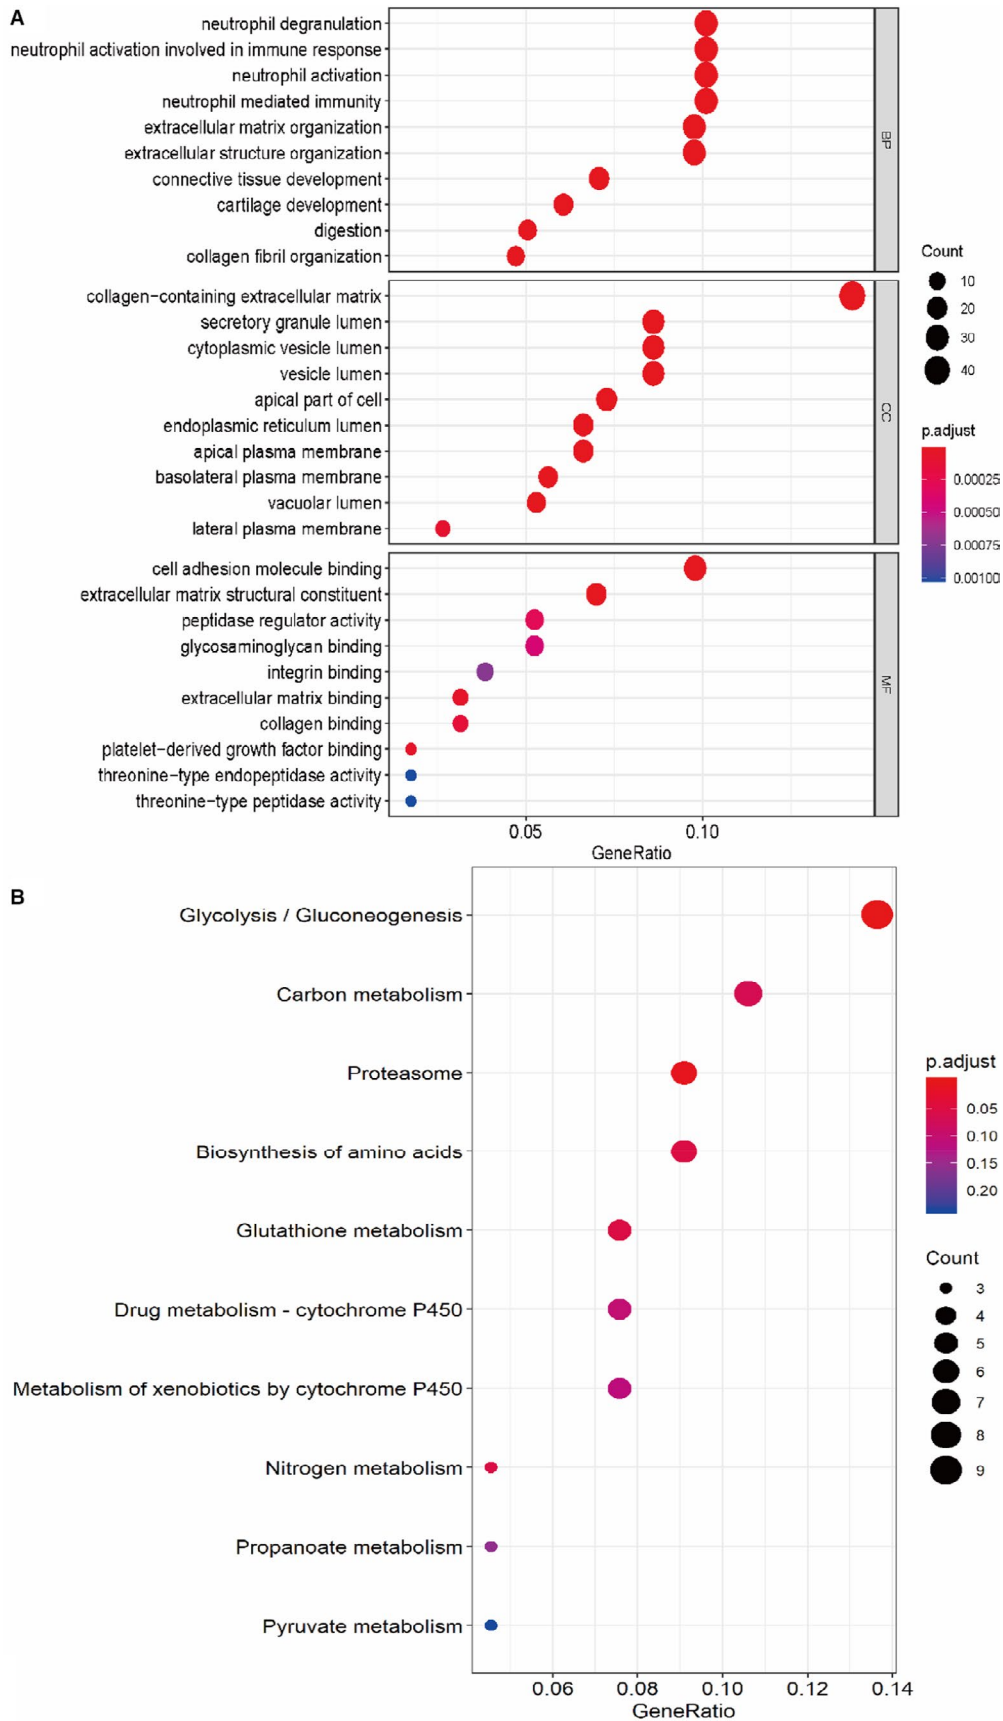 A
neutrophil degranulation
neutrophil activation involved in immune response
neutrophil activation
neutrophil mediated immunity
extracellular matrix organization
extracellular structure organization
connective tissue development
cartilage development
digestion
collagen fibril organization
BP
collagen-containing extracellular matrix
secretory granule lumen
cytoplasmic vesicle lumen
vesicle lumen
apical part of cell
endoplasmic reticulum lumen
apical plasma membrane
basolateral plasma membrane
vacuolar lumen
lateral plasma membrane
CC
cell adhesion molecule binding
extracellular matrix structural constituent
peptidase regulator activity
glycosaminoglycan binding
integrin binding
extracellular matrix binding
collagen binding
platelet-derived growth factor binding
threonine-type endopeptidase activity
threonine-type peptidase activity
MF
0.05 0.10
GeneRatio
Count
10
20
30
40
p.adjust
0.00025
0.00050
0.00075
0.00100
B
Glycolysis / Gluconeogenesis
Carbon metabolism
Proteasome
Biosynthesis of amino acids
Glutathione metabolism
Drug metabolism - cytochrome P450
Metabolism of xenobiotics by cytochrome P450
Nitrogen metabolism
Propanoate metabolism
Pyruvate metabolism
0.06 0.08 0.10 0.12 0.14
GeneRatio
p.adjust
0.05
0.10
0.15
0.20
Count
3
4
5
6
7
8
9